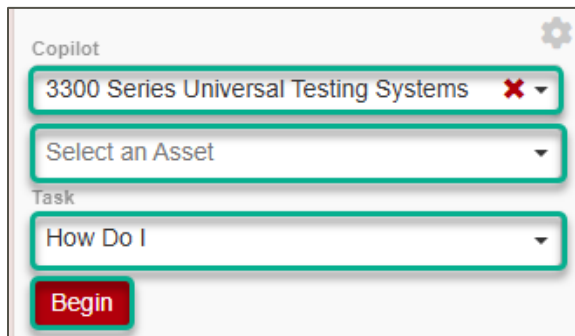 Copilot
3300 Series Universal Testing Systems
Select an Asset
Task
How Do I
Begin